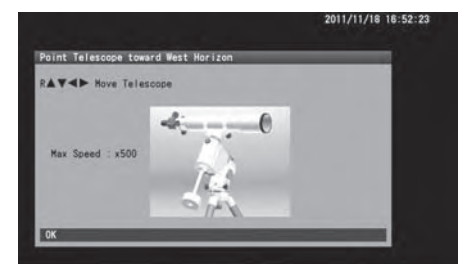 2011/11/18 16:52:23
Point Telescope toward West Horizon
R▲▼◀▶ Move Telescope
Max Speed : x500
OK